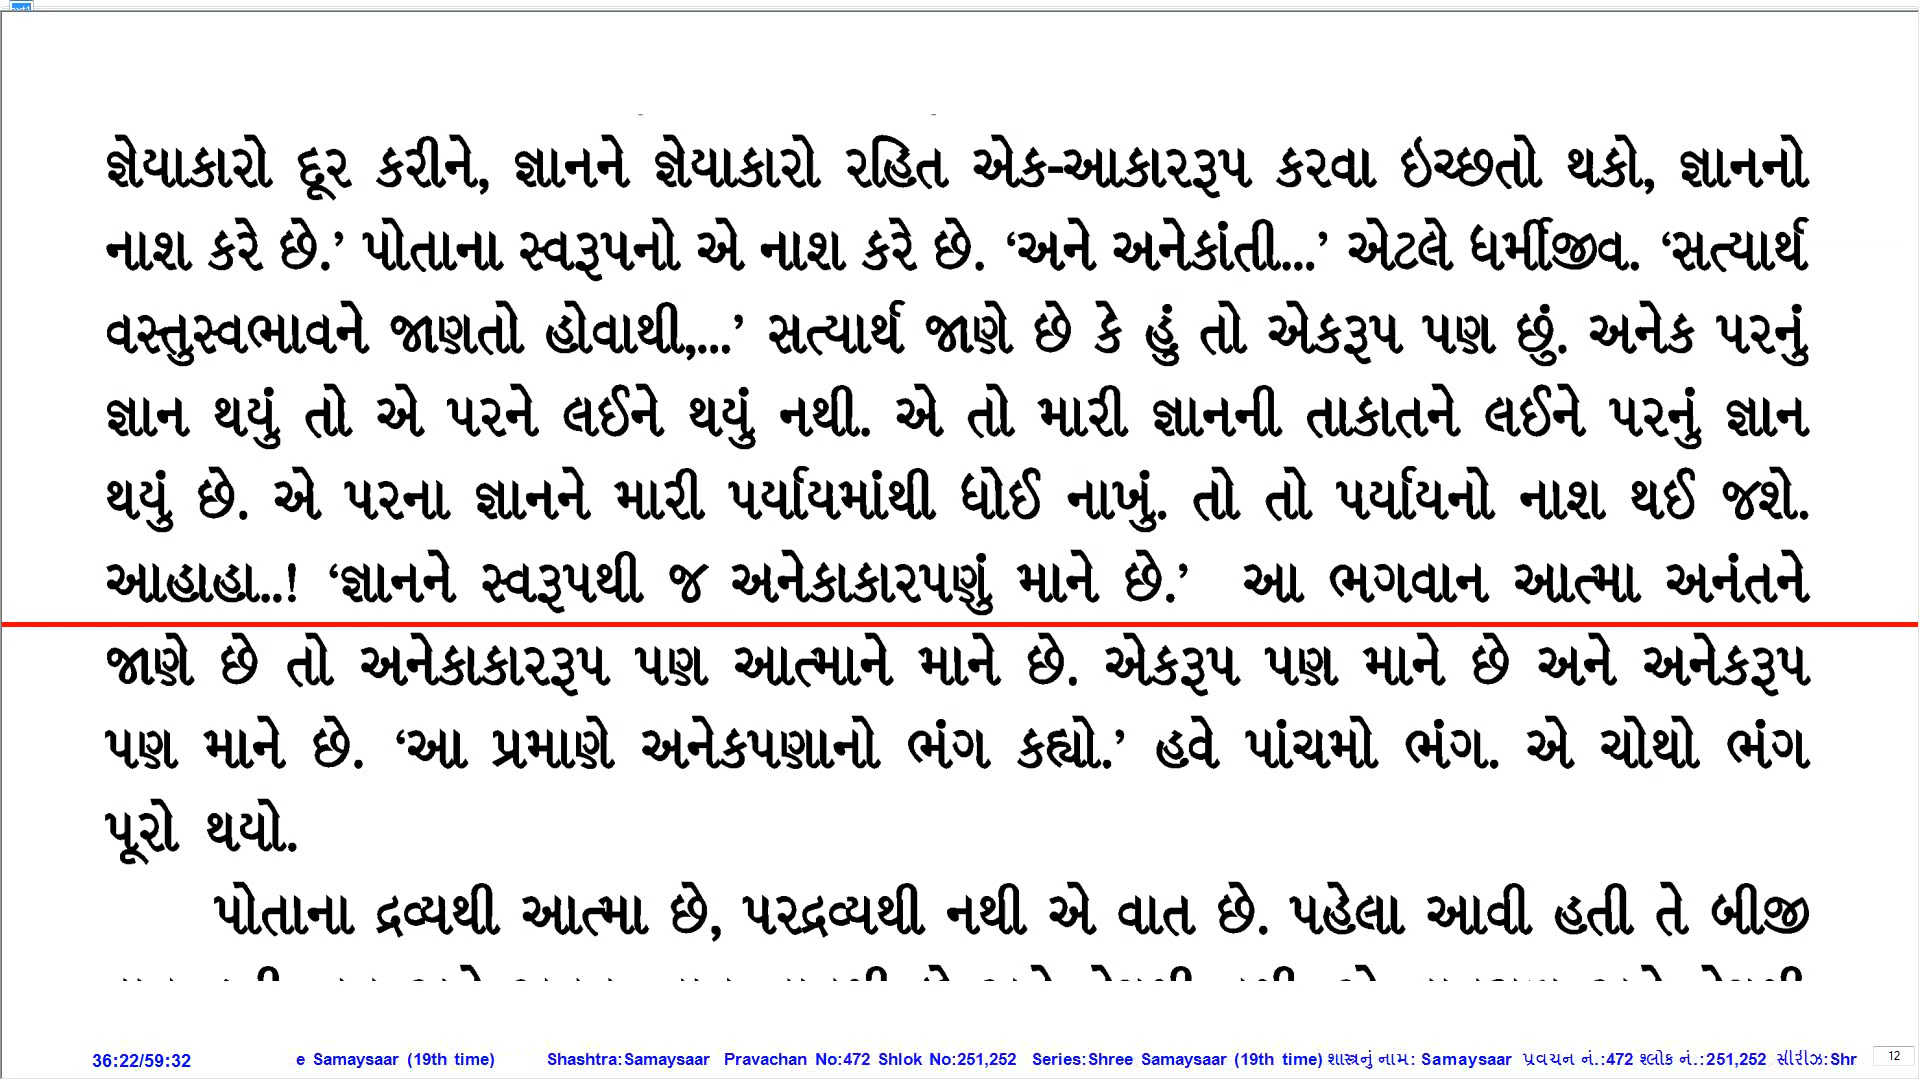 જ્ઞેયાકારો દૂર કરીને, જ્ઞાનને જ્ઞેયાકારો રહિત એક-આકારરૂપ કરવા ઇચ્છતો થકો, જ્ઞાનનો
નાશ કરે છે.’ પોતાના સ્વરૂપનો એ નાશ કરે છે. ‘અને અનેકાંતી...’ એટલે ધર્મીજીવ. ‘સત્યાર્થ
વસ્તુસ્વભાવને જાણતો હોવાથી,...’ સત્યાર્થ જાણે છે કે હું તો એકરૂપ પણ છું. અનેક પરનું
જ્ઞાન થયું તો એ પરને લઈને થયું નથી. એ તો મારી જ્ઞાનની તાકાતને લઈને પરનું જ્ઞાન
થયું છે. એ પરના જ્ઞાનને મારી પર્યાયમાંથી ધોઈ નાખું. તો તો પર્યાયનો નાશ થઈ જશે.
આહાહા..! ‘જ્ઞાનને સ્વરૂપથી જ અનેકાકારપણું માને છે.’ આ ભગવાન આત્મા અનંતને
જાણે છે તો અનેકાકારરૂપ પણ આત્માને માને છે. એકરૂપ પણ માને છે અને અનેકરૂપ
પણ માને છે. ‘આ પ્રમાણે અનેકપણાનો ભંગ કહ્યો.’ હવે પાંચમો ભંગ. એ ચોથો ભંગ
પૂરો થયો.
પોતાના દ્રવ્યથી આત્મા છે, પરદ્રવ્યથી નથી એ વાત છે. પહેલા આવી હતી તે બીજી
36:22/59:32 e Samaysaar (19th time) Shashtra:Samaysaar Pravachan No:472 Shlok No:251,252 Series:Shree Samaysaar (19th time) શાસ્ત્રનું નામ: Samaysaar પ્રવચન નં.:472 શ્લોક નં.:251,252 સીરીઝ:Shr 12